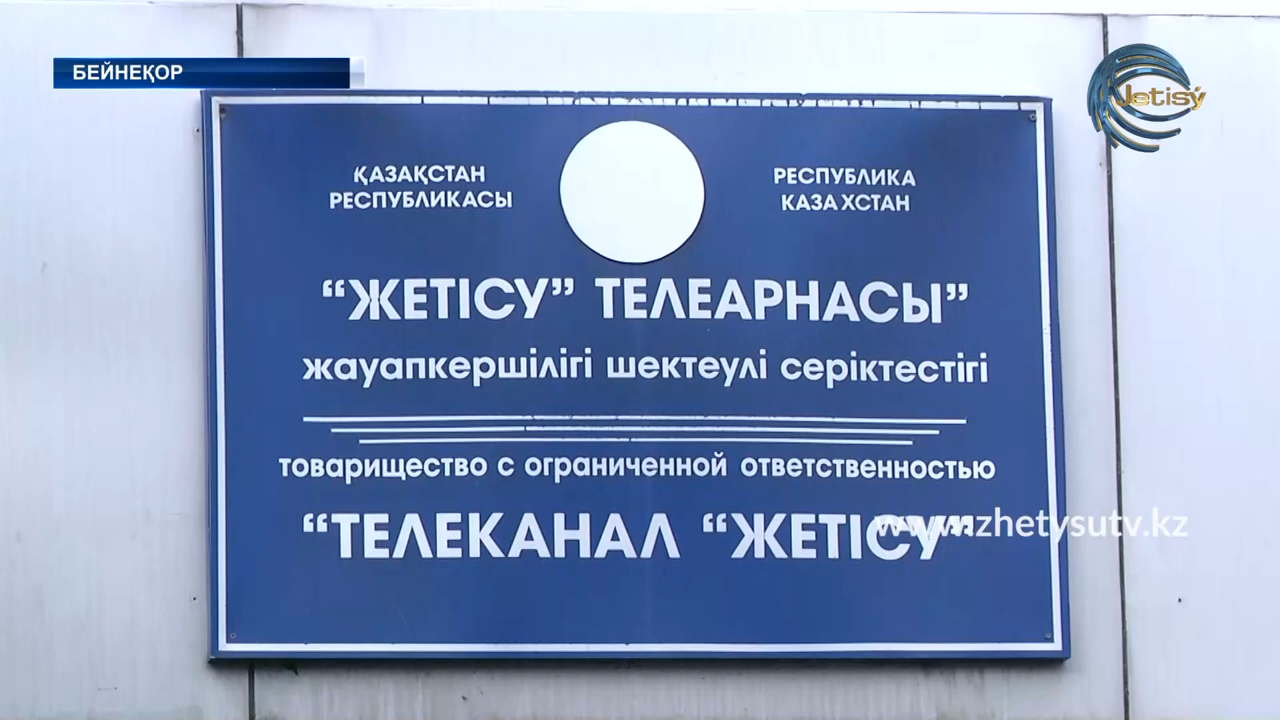 БЕЙНЕҚОР
Jetisý
ҚАЗАҚСТАН
РЕСПУБЛИКАСЫ
РЕСПУБЛИКА
КАЗАХСТАН
“ЖЕТІСУ” ТЕЛЕАРНАСЫ”
жауапкершілігі шектеулі серіктестігі
товарищество с ограниченной ответственностью
“ТЕЛЕКАНАЛ “ЖЕТІСУ”
www.zhetysutv.kz